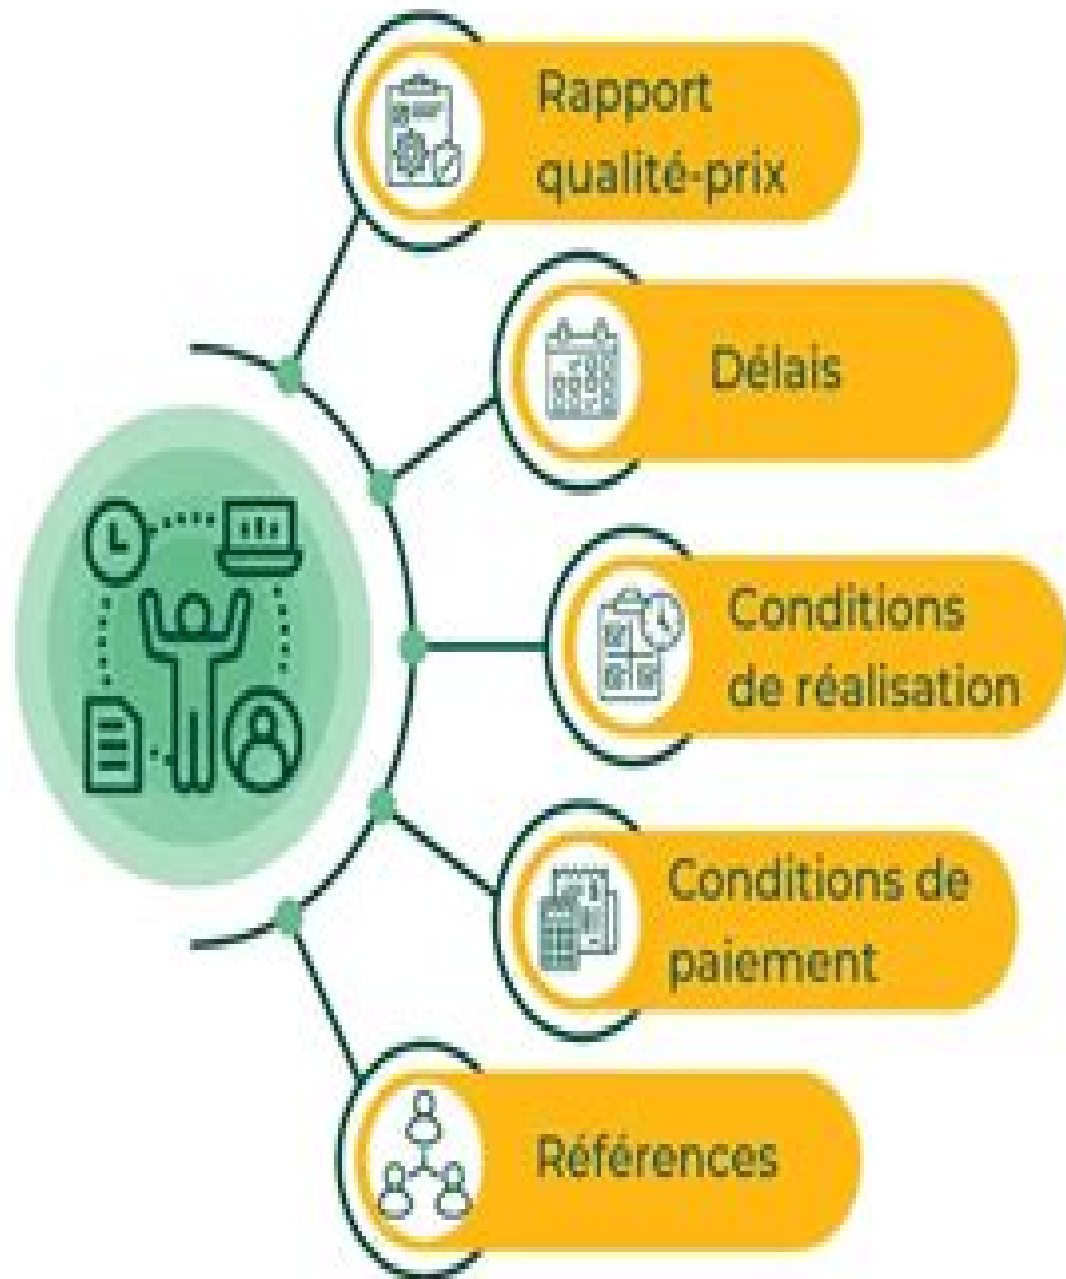 Rapport
qualité-prix
Délais
Conditions
de réalisation
Conditions de
paiement
Références